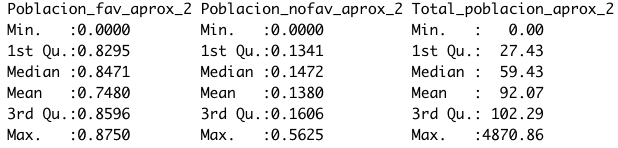 Poblacion_fav_aprox_2 Poblacion_nofav_aprox_2 Total_poblacion_aprox_2
Min.   :0.0000   Min.   :0.0000   Min.   :   0.00
1st Qu.:0.8295   1st Qu.:0.1341   1st Qu.:  27.43
Median :0.8471   Median :0.1472   Median :  59.43
Mean   :0.7480   Mean   :0.1380   Mean   :  92.07
3rd Qu.:0.8596   3rd Qu.:0.1606   3rd Qu.: 102.29
Max.   :0.8750   Max.   :0.5625   Max.   :4870.86